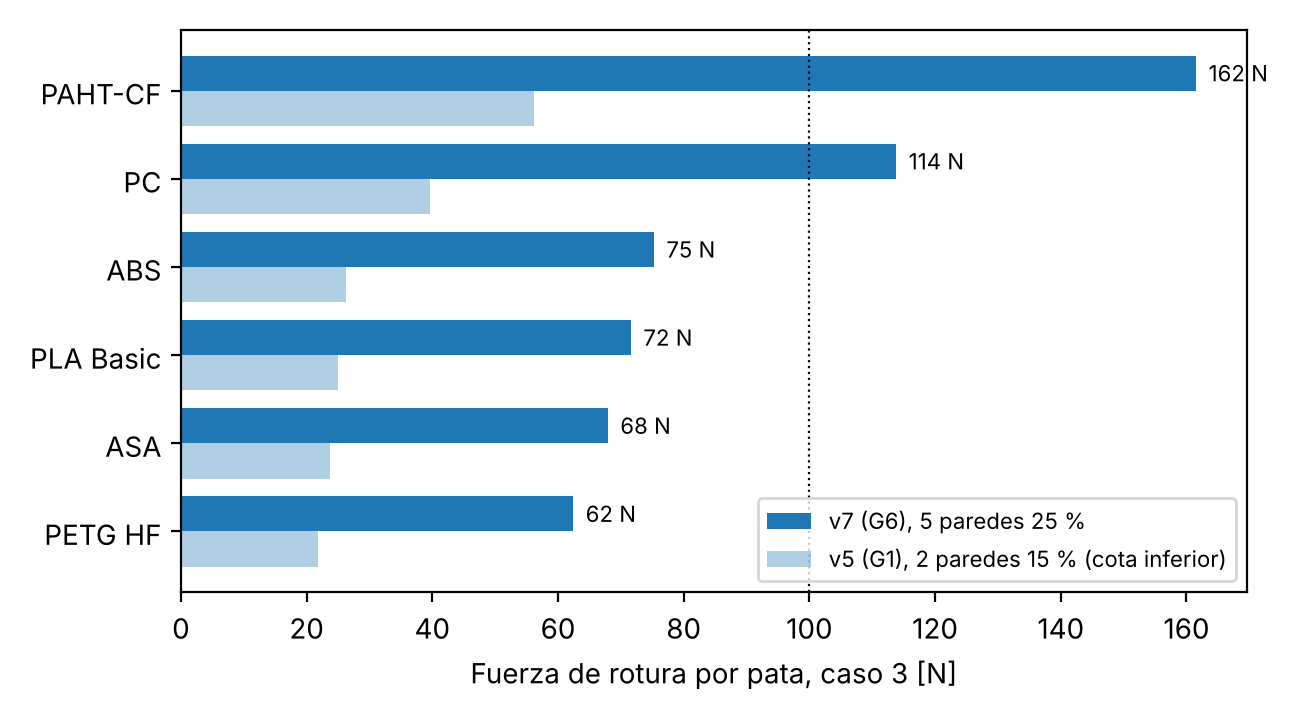 PAHT-CF
162 N
PC
114 N
ABS
75 N
PLA Basic
72 N
ASA
68 N
PETG HF
62 N
v7 (G6), 5 paredes 25 %
v5 (G1), 2 paredes 15 % (cota inferior)
0 20 40 60 80 100 120 140 160
Fuerza de rotura por pata, caso 3 [N]